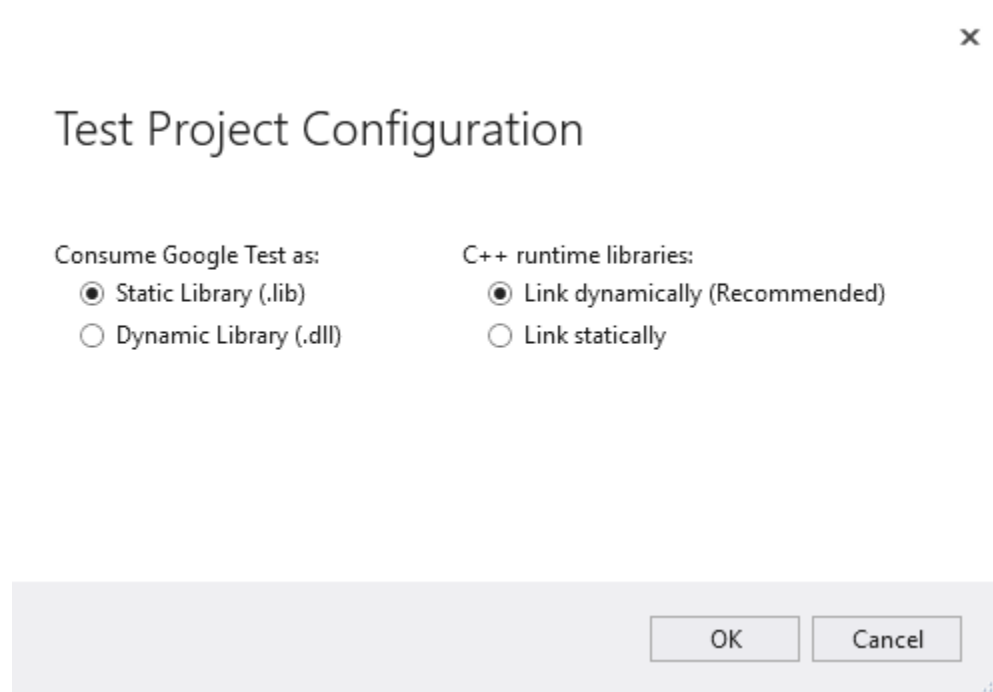 Test Project Configuration
Consume Google Test as:
Static Library (.lib)
Dynamic Library (.dll)
C++ runtime libraries:
Link dynamically (Recommended)
Link statically
OK
Cancel